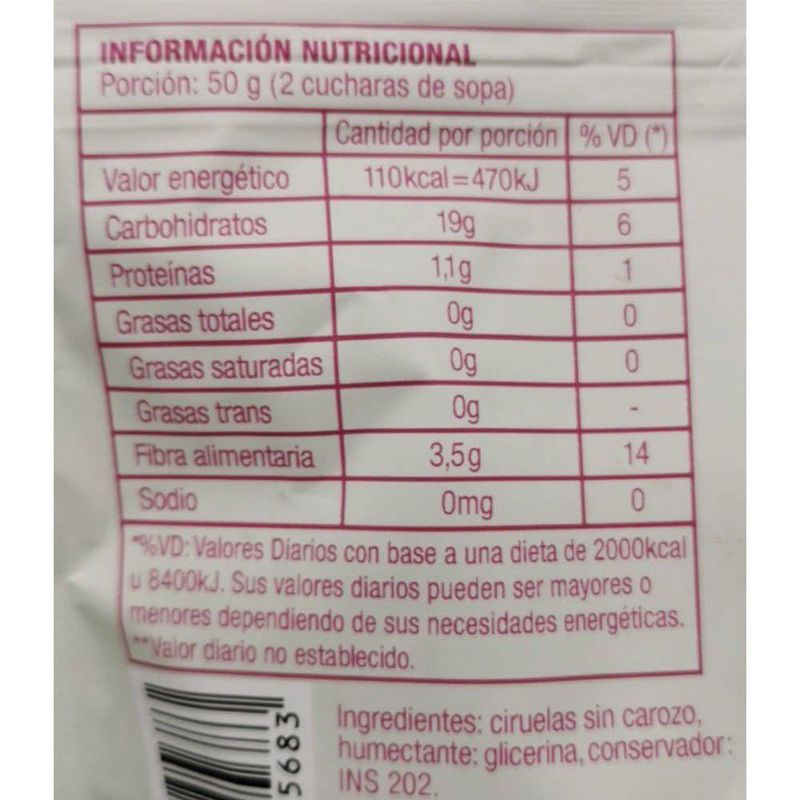 INFORMACIÓN NUTRICIONAL
Porción: 50 g (2 cucharas de sopa)
Cantidad por porción % VD (*)
Valor energético 110kcal=470kJ 5
Carbohidratos 19g 6
Proteínas 1,1g 1
Grasas totales 0g 0
Grasas saturadas 0g 0
Grasas trans 0g -
Fibra alimentaria 3,5g 14
Sodio 0mg 0
*%VD: Valores Diarios con base a una dieta de 2000kcal
u 8400kJ. Sus valores diarios pueden ser mayores o
menores dependiendo de sus necesidades energéticas.
**Valor diario no establecido.
Ingredientes: ciruelas sin carozo,
humectante: glicerina, conservador:
INS 202.
5683